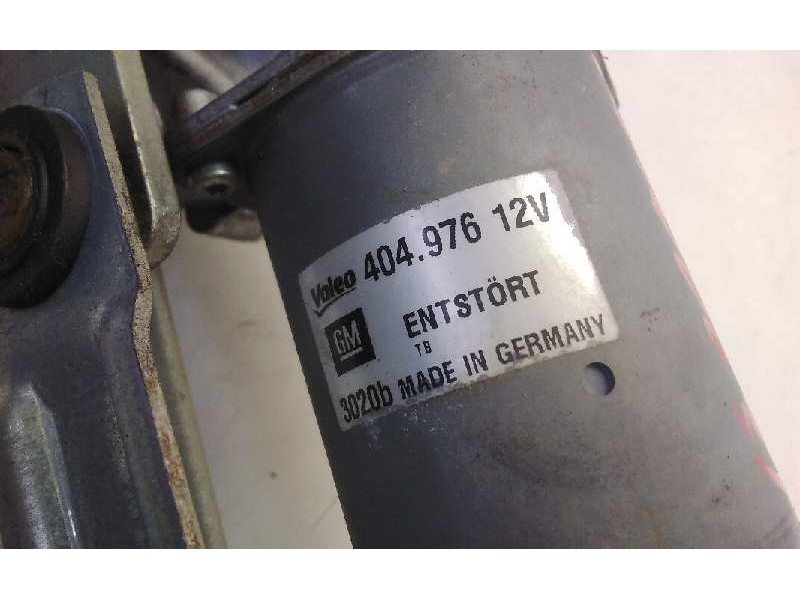 Valeo 404.976 12V
GM ENTSTÖRT
TB
3020b MADE IN GERMANY